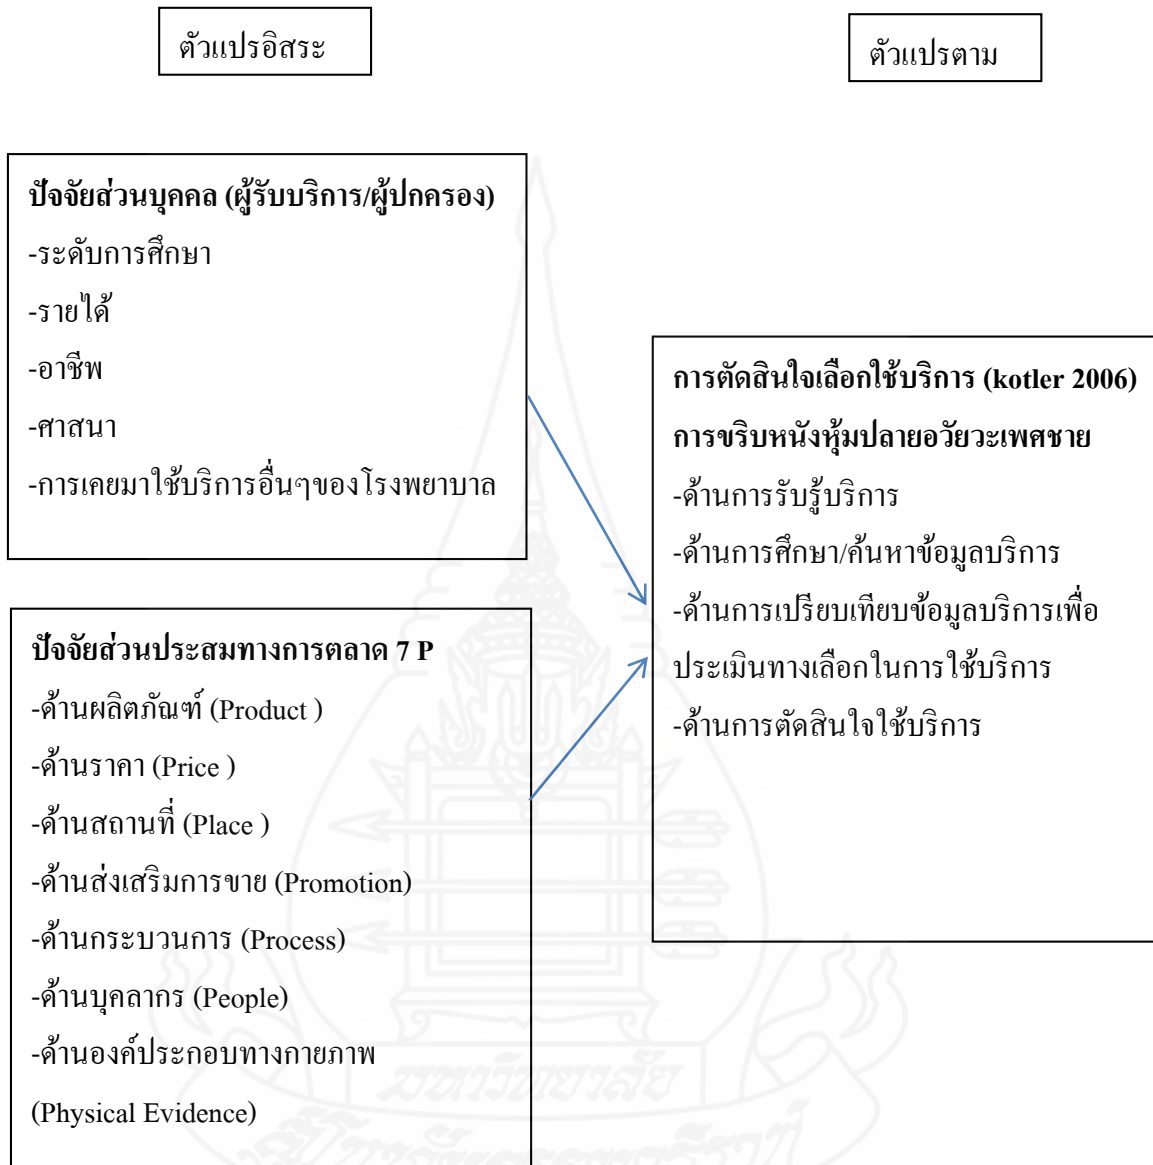 ตัวแปรอิสระ
ตัวแปรตาม
ปัจจัยส่วนบุคคล (ผู้รับบริการ/ผู้ปกครอง)
-ระดับการศึกษา
-รายได้
-อาชีพ
-ศาสนา
-การเคยมาใช้บริการอื่นๆของโรงพยาบาล
ปัจจัยส่วนประสมทางการตลาด 7 P
-ด้านผลิตภัณฑ์ (Product )
-ด้านราคา (Price )
-ด้านสถานที่ (Place )
-ด้านส่งเสริมการขาย (Promotion)
-ด้านกระบวนการ (Process)
-ด้านบุคลากร (People)
-ด้านองค์ประกอบทางกายภาพ
(Physical Evidence)
การตัดสินใจเลือกใช้บริการ (kotler 2006)
การขริบหนังหุ้มปลายอวัยวะเพศชาย
-ด้านการรับรู้บริการ
-ด้านการศึกษา/ค้นหาข้อมูลบริการ
-ด้านการเปรียบเทียบข้อมูลบริการเพื่อ
ประเมินทางเลือกในการใช้บริการ
-ด้านการตัดสินใจใช้บริการ
มหาวิทยาลัย